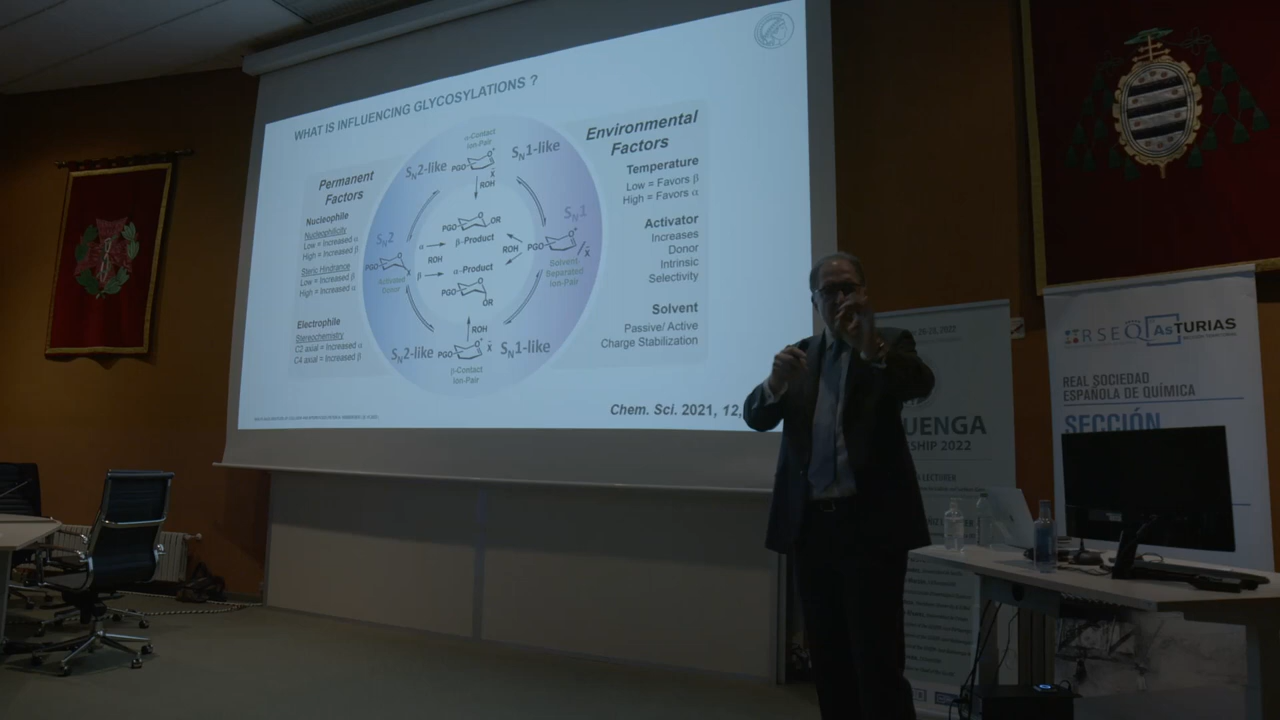 WHAT IS INFLUENCING GLYCOSYLATIONS ?
Permanent
Factors
Nucleophile
Nucleophilicity
Low = Increased α
High = Increased β
Steric Hindrance
Low = Increased β
High = Increased α
Electrophile
Stereochemistry
C2 axial = Increased α
C4 axial = Increased β
α-Contact
Ion-Pair
SN2-like
PGO
O
X
SN1-like
ROH
SN2
PGO
O
X
Activated
Donor
PGO
O
OR
β-Product
α
ROH
β
α-Product
PGO
O
OR
ROH
SN1
PGO
O
X
Solvent-
Separated
Ion-Pair
ROH
SN2-like
PGO
O
X
SN1-like
β-Contact
Ion-Pair
Environmental
Factors
Temperature
Low = Favors β
High = Favors α
Activator
Increases
Donor
Intrinsic
Selectivity
Solvent
Passive/ Active
Charge Stabilization
Chem. Sci. 2021, 12,
2022
UENGA
SHIP 2022
LECTURER
RSEQ
AsTURIAS
REAL SOCIEDAD
ESPAÑOLA DE QUÍMICA
SECCIÓN